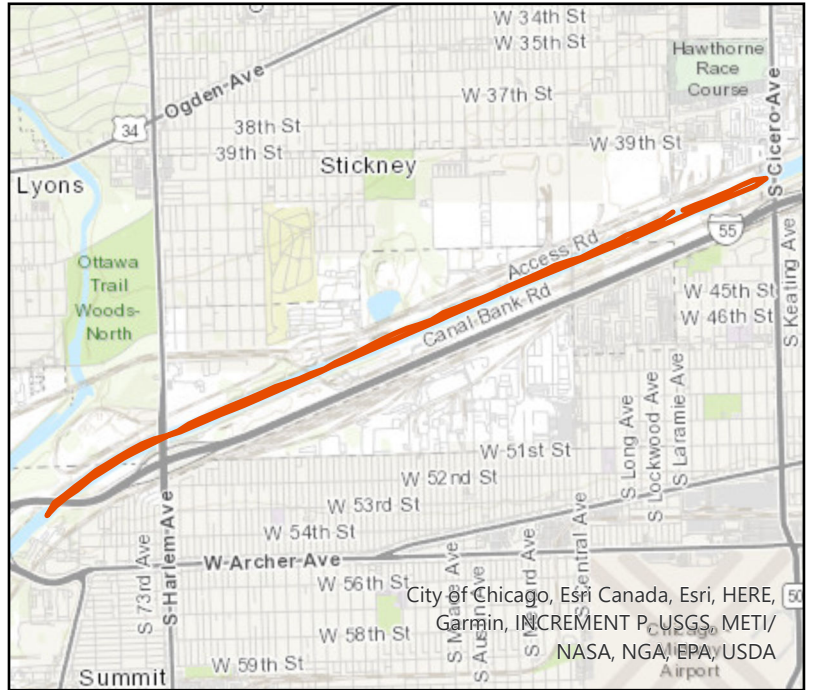 W 34th St
W 35th St
Hawthorne
Race
Course
Ogden-Ave
W 37th St
S-Cicero-Ave
34
38th St
39th St
W 39th St
Stickney
Lyons
55
Access Rd
Ottawa
Trail
Woods-
North
Canal-Bank-Rd
W 45th St
W 46th St
S Keating Ave
S Long Ave
S Lockwood Ave
S Laramie Ave
W 51st St
W 52nd St
W 53rd St
W 54th St
S 73rd Ave
S-Harlem-Ave
W-Archer-Ave
S Central Ave
W 56th St
S Austin Ave
City of Chicago, Esri Canada, Esri, HERE,
Garmin, INCREMENT P, USGS, METI/
NASA, NGA, EPA, USDA
50
W 58th St
Chicago
Midway
Airport
W 59th St
Summit